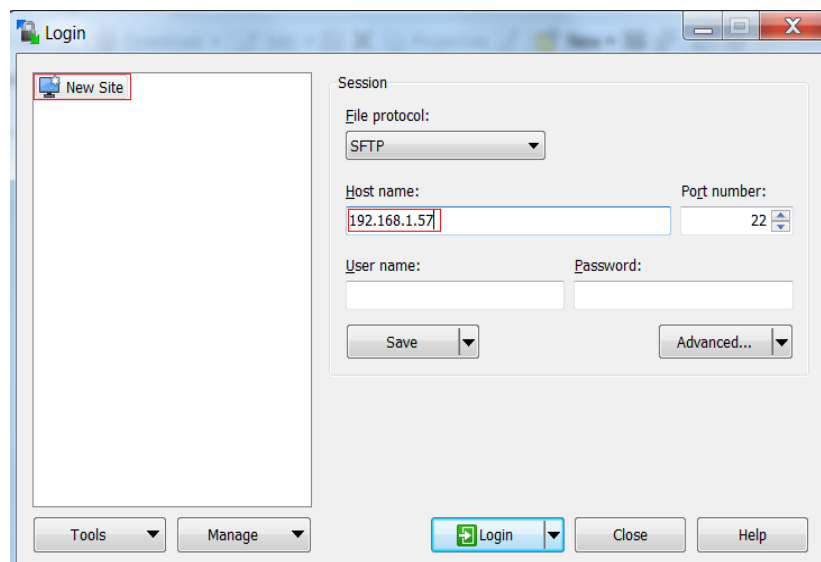 Login
New Site
Session
File protocol:
SFTP
Host name:
Port number:
192.168.1.57
22
User name:
Password:
Save
Advanced...
Tools
Manage
Login
Close
Help